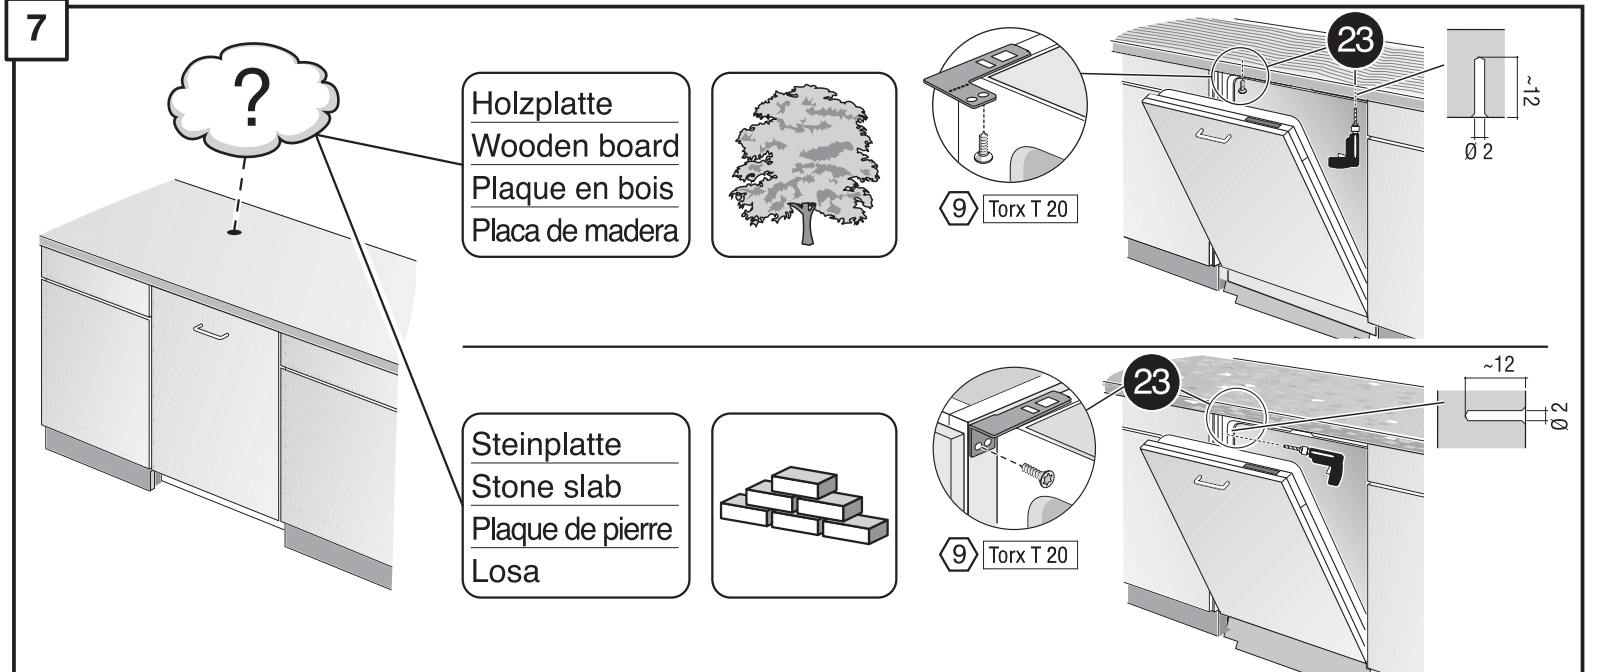 7
?
Holzplatte
Wooden board
Plaque en bois
Placa de madera
9 Torx T 20
23
~12
Ø 2
Steinplatte
Stone slab
Plaque de pierre
Losa
9 Torx T 20
23
~12
Ø 2